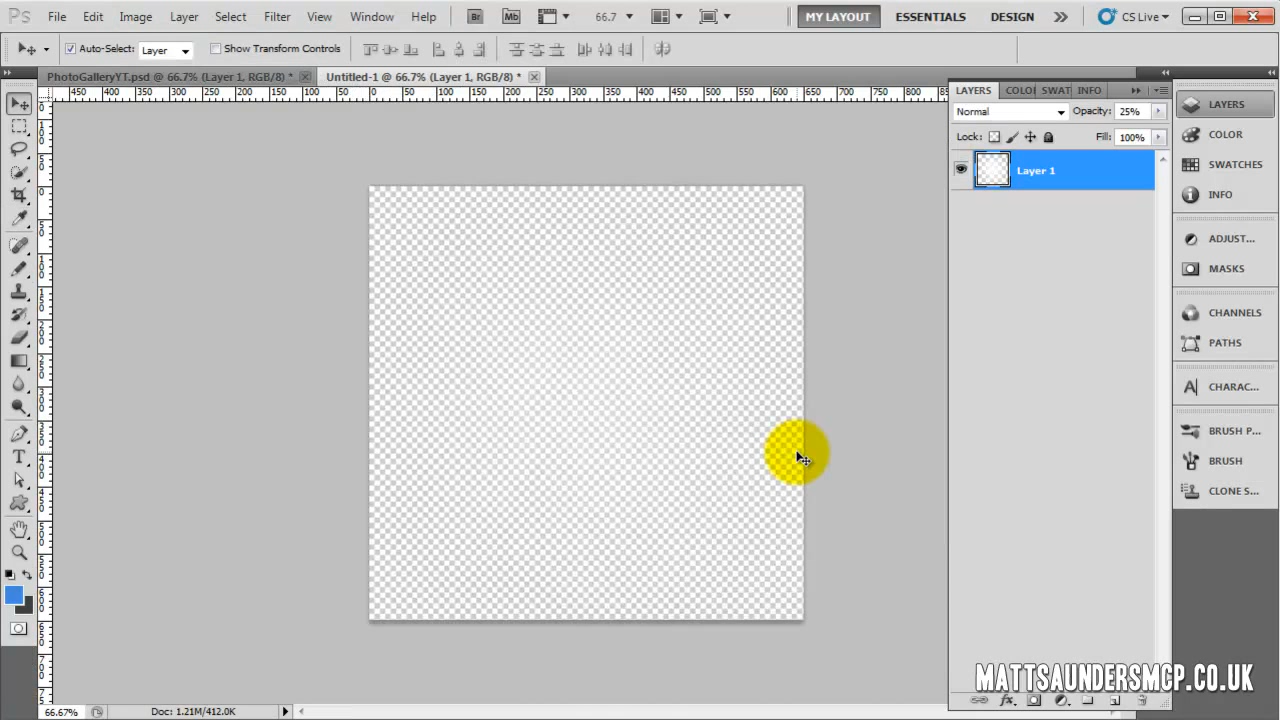 Ps File Edit Image Layer Select Filter View Window Help Br Mb 66.7 MY LAYOUT ESSENTIALS DESIGN CS Live
Auto-Select: Layer Show Transform Controls
PhotoGalleryYT.psd @ 66.7% (Layer 1, RGB/8) * Untitled-1 @ 66.7% (Layer 1, RGB/8) *
450 400 350 300 250 200 150 100 50 0 50 100 150 200 250 300 350 400 450 500 550 600 650 700 750 800
LAYERS COLO SWAT INFO
Normal Opacity: 25%
Lock: Fill: 100%
Layer 1
LAYERS
COLOR
SWATCHES
INFO
ADJUST...
MASKS
CHANNELS
PATHS
CHARAC...
BRUSH P...
BRUSH
CLONE S...
MATTSAUNDERSMCP.CO.UK
66.67% Doc: 1.21M/412.0K